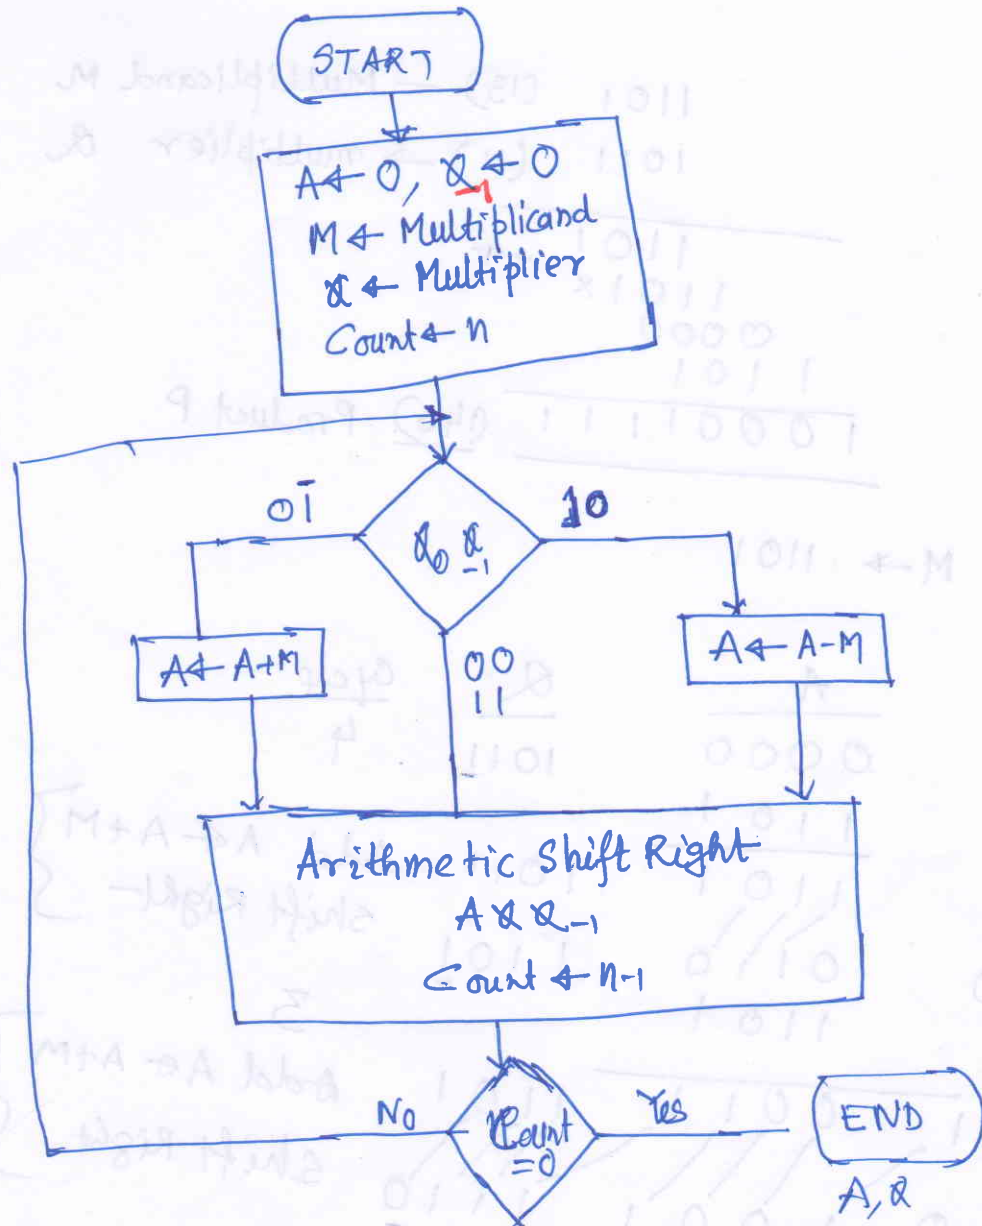 START
A ← 0, Q₋₁ ← 0
M ← Multiplicand
Q ← Multiplier
Count ← n
01
Q₀ Q₋₁
10
A ← A+M
00
11
A ← A-M
Arithmetic Shift Right
A Q Q₋₁
Count ← n-1
No
Count
=0
Yes
END
A, Q